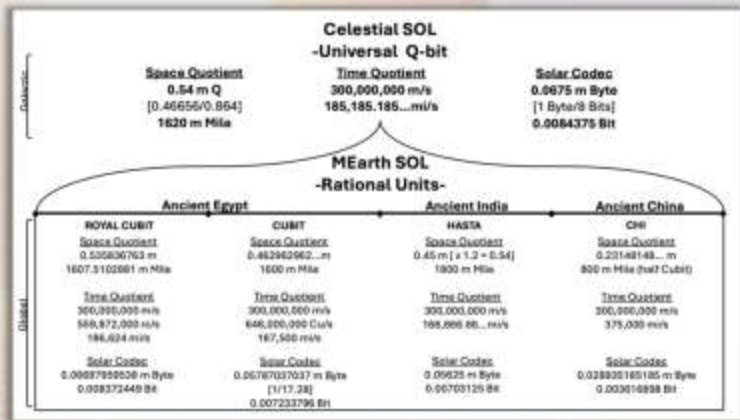 Celestial SOL
-Universal Q-bit
Galactic
Space Quotient
0.54 m Q
[0.46656/0.864]
1620 m Mila
Time Quotient
300,000,000 m/s
185,185.185...mi/s
Solar Codec
0.0675 m Byte
[1 Byte/8 Bits]
0.0084375 Bit
MEarth SOL
-Rational Units-
Ancient Egypt
Ancient India
Ancient China
Global
ROYAL CUBIT
Space Quotient
0.535836763 m
1607.5102881 m Mile
Time Quotient
300,000,000 m/s
559,872,000 m/s
186,624 mi/s
Solar Codec
0.008372449 Bit
CUBIT
Space Quotient
0.462962962...m
1600 m Mile
Time Quotient
300,000,000 m/s
648,000,000 Cu/s
187,500 mi/s
Solar Codec
0.05787037037 m Byte
[1/17.28]
0.007233796 Bit
HASTA
Space Quotient
0.45 m [ x 1.2 = 0.54]
1800 m Mile
Time Quotient
300,000,000 m/s
166,666.66... mi/s
Solar Codec
0.05625 m Byte
0.00703125 Bit
CHI
Space Quotient
0.23148148... m
800 m Mile (half Cubit)
Time Quotient
300,000,000 m/s
375,000 mi/s
Solar Codec
0.028935185185 m Byte
0.003616898 Bit